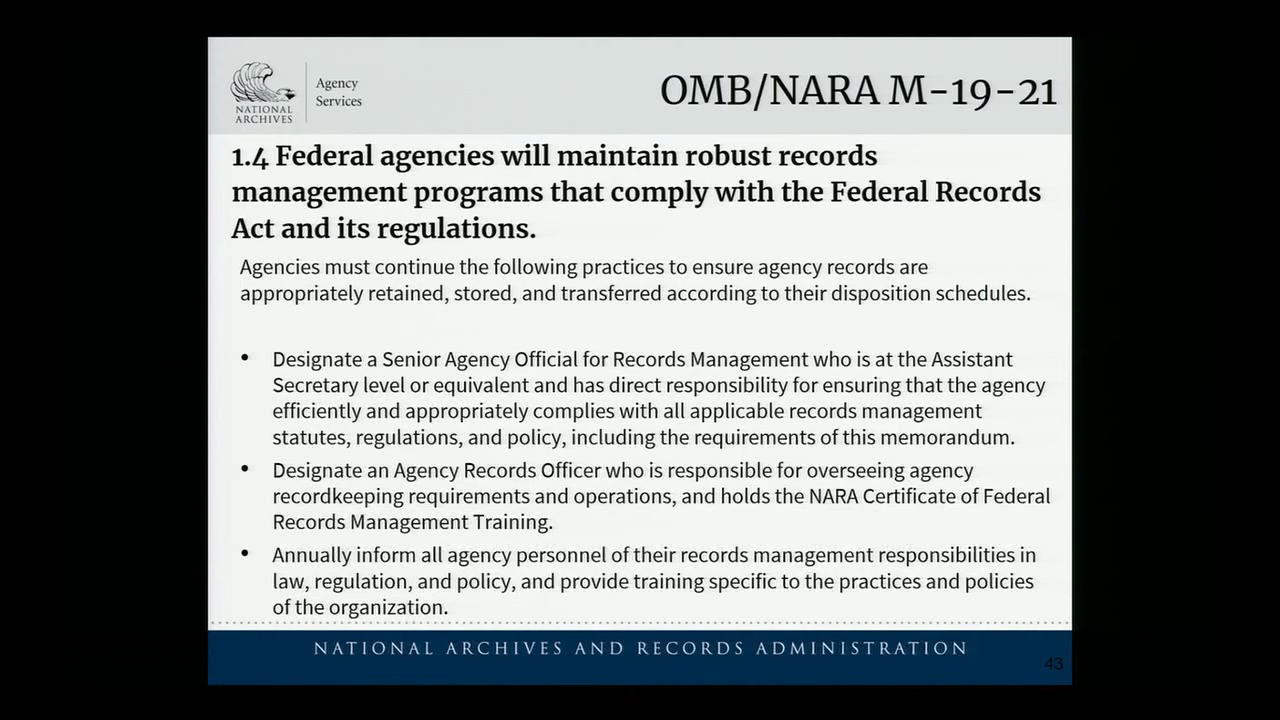 NATIONAL
ARCHIVES
Agency
Services
OMB/NARA M-19-21
1.4 Federal agencies will maintain robust records
management programs that comply with the Federal Records
Act and its regulations.
Agencies must continue the following practices to ensure agency records are
appropriately retained, stored, and transferred according to their disposition schedules.
• Designate a Senior Agency Official for Records Management who is at the Assistant
Secretary level or equivalent and has direct responsibility for ensuring that the agency
efficiently and appropriately complies with all applicable records management
statutes, regulations, and policy, including the requirements of this memorandum.
• Designate an Agency Records Officer who is responsible for overseeing agency
recordkeeping requirements and operations, and holds the NARA Certificate of Federal
Records Management Training.
• Annually inform all agency personnel of their records management responsibilities in
law, regulation, and policy, and provide training specific to the practices and policies
of the organization.
NATIONAL ARCHIVES AND RECORDS ADMINISTRATION
43